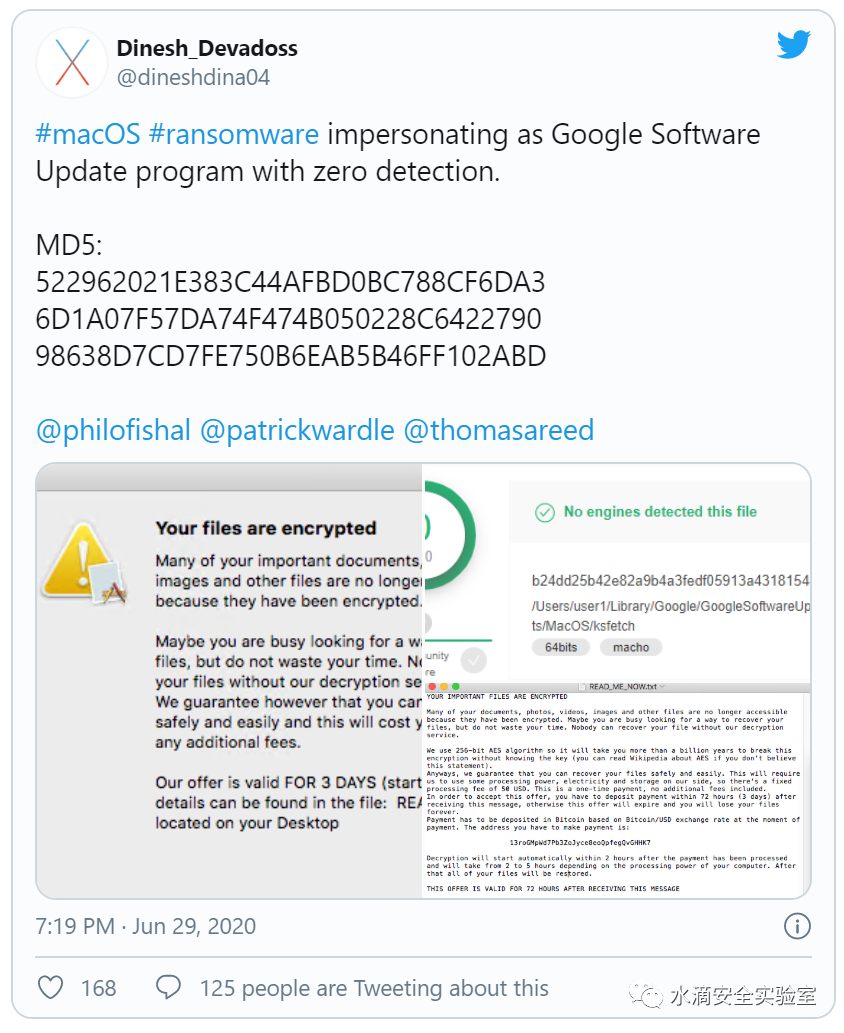 Dinesh_Devadoss
@dineshdina04
#macOS #ransomware impersonating as Google Software
Update program with zero detection.
MD5:
522962021E383C44AFBD0BC788CF6DA3
6D1A07F57DA74F474B050228C6422790
98638D7CD7FE750B6EAB5B46FF102ABD
@philofishal @patrickwardle @thomasareed
Your files are encrypted
Many of your important documents,
images and other files are no longe
because they have been encrypted.
Maybe you are busy looking for a w
files, but do not waste your time. N
your files without our decryption se
We guarantee however that you car
safely and easily and this will cost y
any additional fees.
Our offer is valid FOR 3 DAYS (start
details can be found in the file: REA
located on your Desktop
No engines detected this file
b24dd25b42e82a9b4a3fedf05913a4318154
/Users/user1/Library/Google/GoogleSoftwareUp
ts/MacOS/ksfetch
64bits macho
unity
re
READ_ME_NOW.txt
YOUR IMPORTANT FILES ARE ENCRYPTED
Many of your documents, photos, videos, images and other files are no longer accessible
because they have been encrypted. Maybe you are busy looking for a way to recover your
files, but do not waste your time. Nobody can recover your file without our decryption
service.
We use 256-bit AES algorithm so it will take you more than a billion years to break this
encryption without knowing the key (you can read Wikipedia about AES if you don't believe
this statement).
Anyways, we guarantee that you can recover your files safely and easily. This will require
us to use some processing power, electricity and storage on our side, so there's a fixed
processing fee of 50 USD. This is a one-time payment, no additional fees included.
In order to accept this offer, you have to deposit payment within 72 hours (3 days) after
receiving this message, otherwise this offer will expire and you will lose your files
forever.
Payment has to be deposited in Bitcoin based on Bitcoin/USD exchange rate at the moment of
payment. The address you have to make payment is:
13roGMpWd7Pb3ZoJyce8eoQpfegQvGHHK7
Decryption will start automatically within 2 hours after the payment has been processed
and will take from 2 to 5 hours depending on the processing power of your computer. After
that all of your files will be restored.
THIS OFFER IS VALID FOR 72 HOURS AFTER RECEIVING THIS MESSAGE
7:19 PM · Jun 29, 2020
168 125 people are Tweeting about this
水滴安全实验室